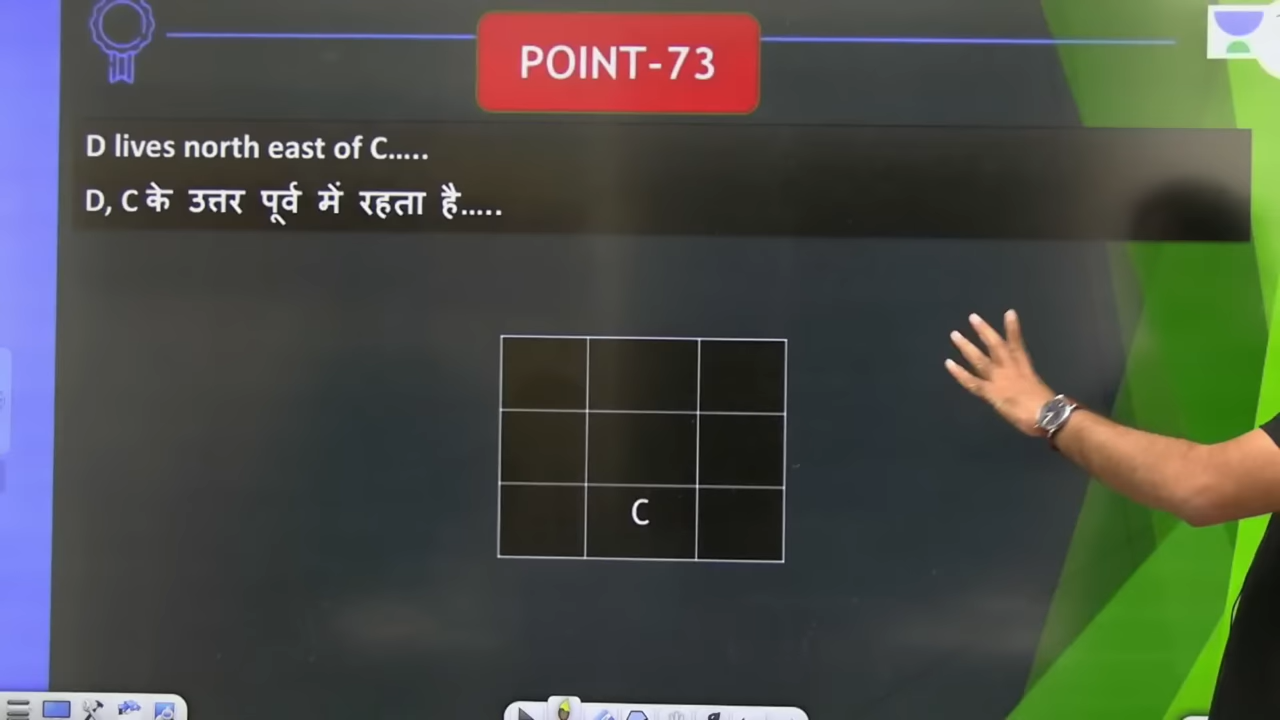 POINT-73
D lives north east of C.....
D, C के उत्तर पूर्व में रहता है.....
C